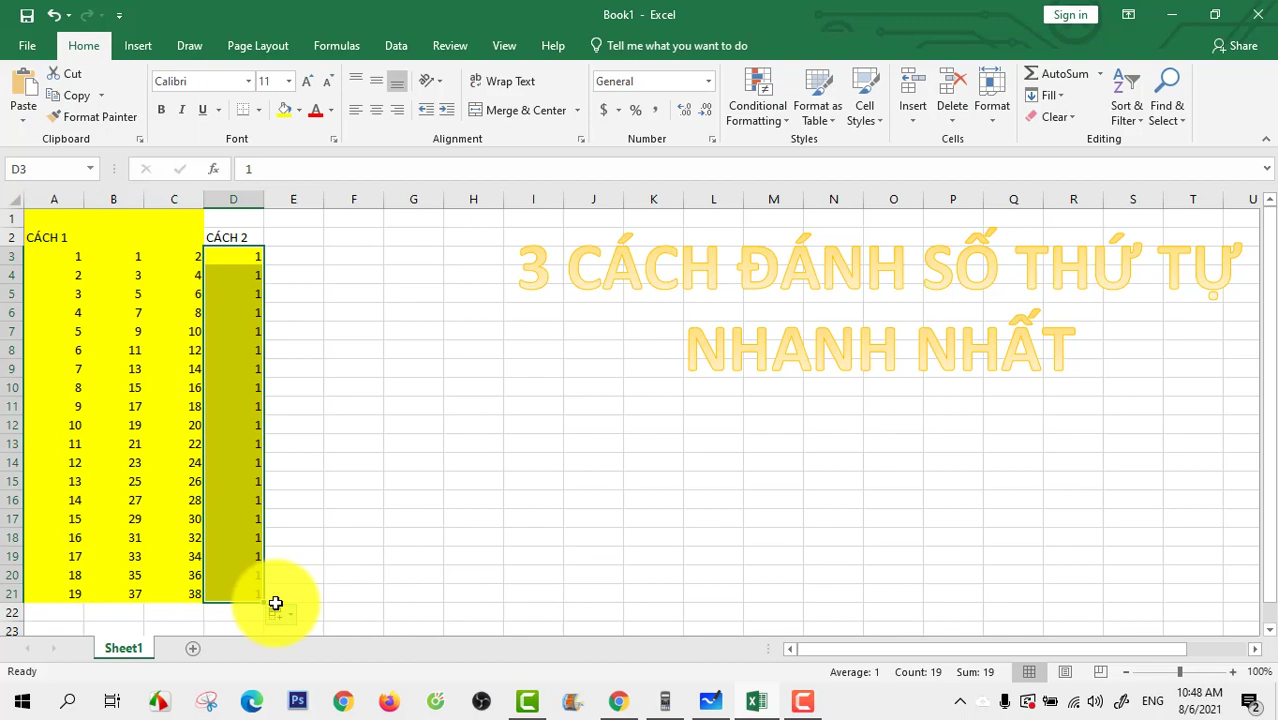 Book1 - Excel
Sign in
File Home Insert Draw Page Layout Formulas Data Review View Help Tell me what you want to do Share
Paste
Cut
Copy
Format Painter
Clipboard
Calibri 11
B I U
Font
Wrap Text
Merge & Center
Alignment
General
$ % ,
Number
Conditional Formatting
Format as Table
Cell Styles
Styles
Insert Delete Format
Cells
AutoSum
Fill
Clear
Sort & Filter
Find & Select
Editing
D3 fx 1
A B C D E F G H I J K L M N O P Q R S T U
1
2 CÁCH 1 CÁCH 2
3 1 1 2 1
4 2 3 4 1
5 3 5 6 1
6 4 7 8 1
7 5 9 10 1
8 6 11 12 1
9 7 13 14 1
10 8 15 16 1
11 9 17 18 1
12 10 19 20 1
13 11 21 22 1
14 12 23 24 1
15 13 25 26 1
16 14 27 28 1
17 15 29 30 1
18 16 31 32 1
19 17 33 34 1
20 18 35 36 1
21 19 37 38 1
22
23
3 CÁCH ĐÁNH SỐ THỨ TỰ
NHANH NHẤT
Sheet1
Ready Average: 1 Count: 19 Sum: 19 100%
ENG
10:48 AM
8/6/2021
2